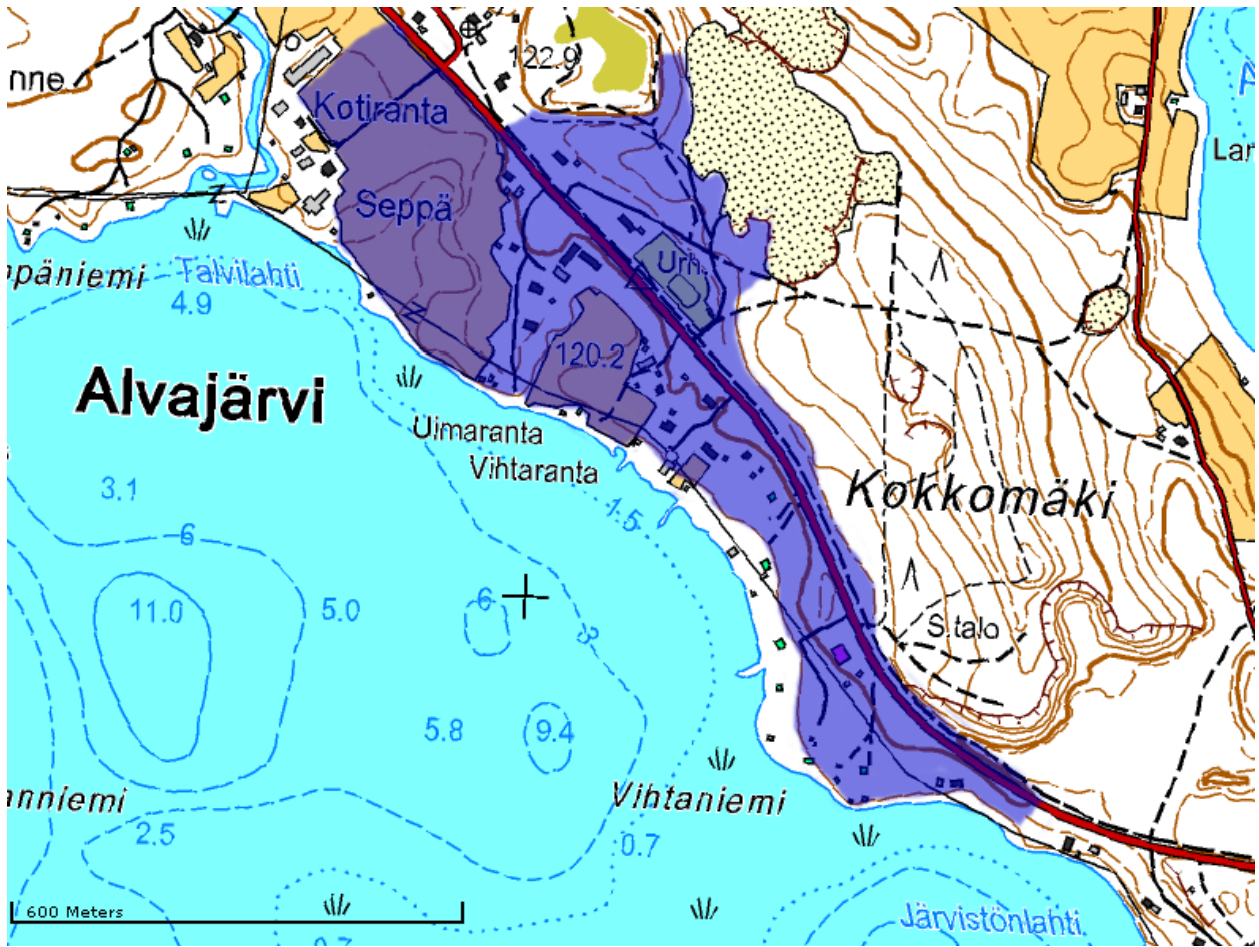 122.9
nne
Kotiranta
Lar
Seppä
Urh.
päniemi
Talvilahti
4.9
120.2
Alvajärvi
Uimaranta
Vihtaranta
Kokkomäki
3.1
1.5
6
11.0
5.0
6
3
S.talo
5.8
9.4
anniemi
Vihtaniemi
2.5
0.7
600 Meters
Järvistönlahti
0.7